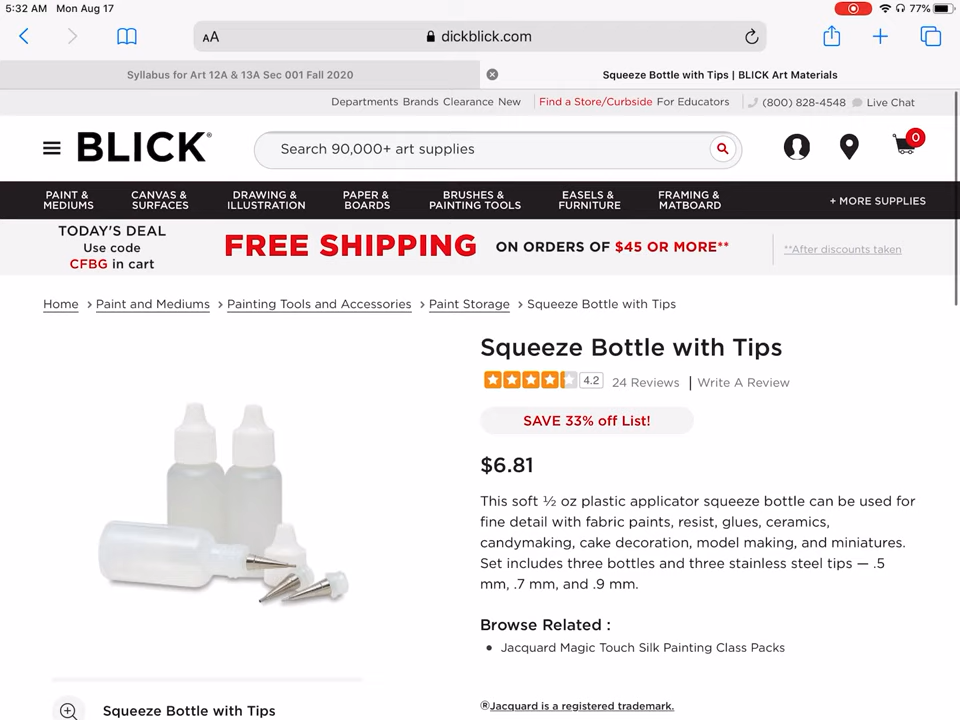 5:32 AM Mon Aug 17 77%
AA dickblick.com
Syllabus for Art 12A & 13A Sec 001 Fall 2020 Squeeze Bottle with Tips | BLICK Art Materials
Departments Brands Clearance New Find a Store/Curbside For Educators (800) 828-4548 Live Chat
BLICK® Search 90,000+ art supplies 0
PAINT & MEDIUMS
CANVAS & SURFACES
DRAWING & ILLUSTRATION
PAPER & BOARDS
BRUSHES & PAINTING TOOLS
EASELS & FURNITURE
FRAMING & MATBOARD
+ MORE SUPPLIES
TODAY'S DEAL
Use code
CFBG in cart
FREE SHIPPING ON ORDERS OF $45 OR MORE** **After discounts taken
Home > Paint and Mediums > Painting Tools and Accessories > Paint Storage > Squeeze Bottle with Tips
Squeeze Bottle with Tips
4.2 24 Reviews | Write A Review
SAVE 33% off List!
$6.81
This soft ½ oz plastic applicator squeeze bottle can be used for
fine detail with fabric paints, resist, glues, ceramics,
candymaking, cake decoration, model making, and miniatures.
Set includes three bottles and three stainless steel tips — .5
mm, .7 mm, and .9 mm.
Browse Related :
• Jacquard Magic Touch Silk Painting Class Packs
®Jacquard is a registered trademark.
Squeeze Bottle with Tips